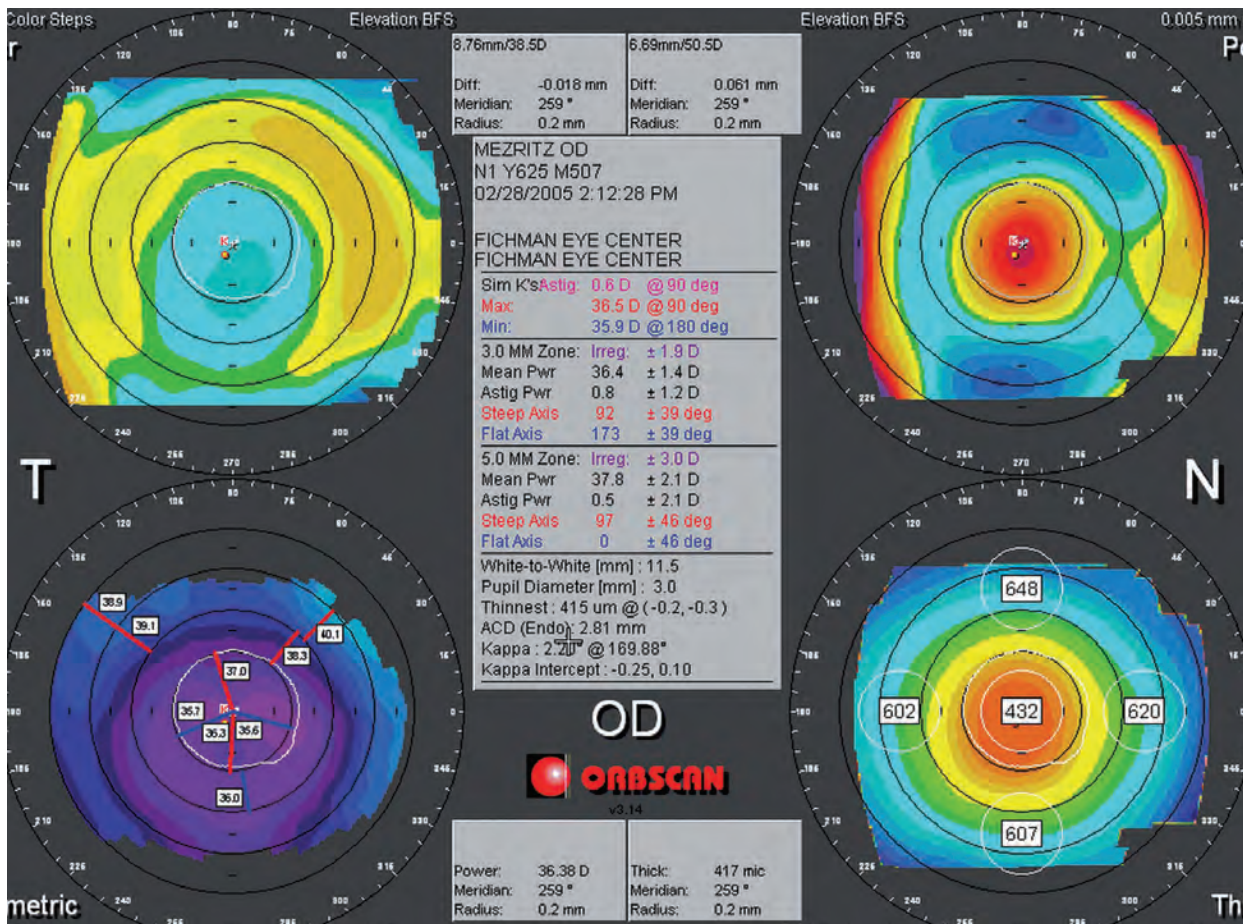 Color Steps
Elevation BFS
Elevation BFS
0.005 mm
8.76mm/38.5D
Diff: -0.018 mm
Meridian: 259 °
Radius: 0.2 mm
6.69mm/50.5D
Diff: 0.061 mm
Meridian: 259 °
Radius: 0.2 mm
MEZRITZ OD
N1 Y625 M507
02/28/2005 2:12:28 PM
FICHMAN EYE CENTER
FICHMAN EYE CENTER
Sim K's Astig: 0.6 D @ 90 deg
Max: 36.5 D @ 90 deg
Min: 35.9 D @ 180 deg
3.0 MM Zone: Irreg: ± 1.9 D
Mean Pwr 36.4 ± 1.4 D
Astig Pwr 0.8 ± 1.2 D
Steep Axis 92 ± 39 deg
Flat Axis 173 ± 39 deg
5.0 MM Zone: Irreg: ± 3.0 D
Mean Pwr 37.8 ± 2.1 D
Astig Pwr 0.5 ± 2.1 D
Steep Axis 97 ± 46 deg
Flat Axis 0 ± 46 deg
White-to-White [mm] : 11.5
Pupil Diameter [mm] : 3.0
Thinnest : 415 um @ ( -0.2, -0.3 )
ACD (Endo): 2.81 mm
Kappa : @ 169.88°
Kappa Intercept : -0.25, 0.10
T
N
OD
ORBSCAN
v3.14
38.9
39.1
40.1
38.3
37.0
35.7
36.3
35.6
36.0
648
602
432
620
607
Power: 36.38 D
Meridian: 259 °
Radius: 0.2 mm
Thick: 417 mic
Meridian: 259 °
Radius: 0.2 mm
metric
Th